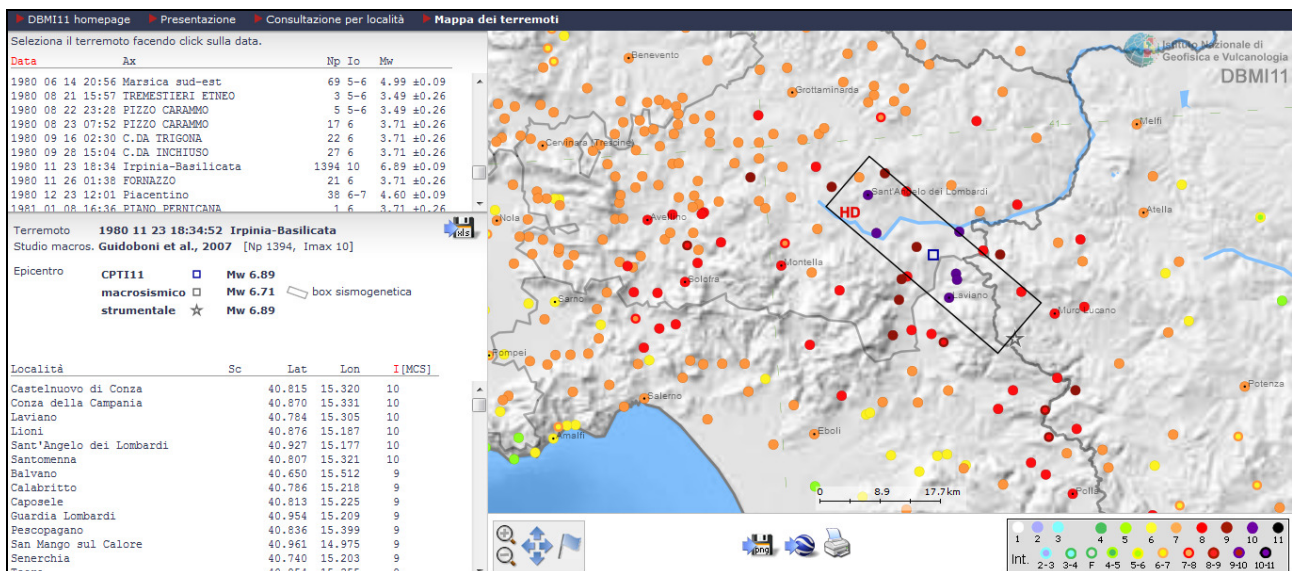 DBMI11 homepage Presentazione Consultazione per località Mappa dei terremoti
Seleziona il terremoto facendo click sulla data.
Data Ax Np Io Mw
1980 06 14 20:56 Marsica sud-est 69 5-6 4.99 ±0.09
1980 08 21 15:57 TREMESTIERI ETNEO 3 5-6 3.49 ±0.26
1980 08 22 23:28 PIZZO CARAMMO 5 5-6 3.49 ±0.26
1980 08 23 07:52 PIZZO CARAMMO 17 6 3.71 ±0.26
1980 09 16 02:30 C.DA TRIGONA 22 6 3.71 ±0.26
1980 09 28 15:04 C.DA INCHIUSO 27 6 3.71 ±0.26
1980 11 23 18:34 Irpinia-Basilicata 1394 10 6.89 ±0.09
1980 11 26 01:38 FORNAZZO 21 6 3.71 ±0.26
1980 12 23 12:01 Piacentino 38 6-7 4.60 ±0.09
1981 01 08 16:36 PIANO PERNICANA 1 6 3.71 ±0.26
Terremoto 1980 11 23 18:34:52 Irpinia-Basilicata
xls
Studio macros. Guidoboni et al., 2007 [Np 1394, Imax 10]
Epicentro CPTI11 Mw 6.89
macrosismico Mw 6.71 box sismogenetica
strumentale Mw 6.89
Località Sc Lat Lon I[MCS]
Castelnuovo di Conza 40.815 15.320 10
Conza della Campania 40.870 15.331 10
Laviano 40.784 15.305 10
Lioni 40.876 15.187 10
Sant'Angelo dei Lombardi 40.927 15.177 10
Santomenna 40.807 15.321 10
Balvano 40.650 15.512 9
Calabritto 40.786 15.218 9
Caposele 40.813 15.225 9
Guardia Lombardi 40.954 15.209 9
Pescopagano 40.836 15.399 9
San Mango sul Calore 40.961 14.975 9
Senerchia 40.740 15.203 9
Istituto Nazionale di
Geofisica e Vulcanologia
DBMI11
Benevento
Grottaminarda
41
Melfi
Cervinara (Trescine)
Sant'Angelo dei Lombardi
HD
Atella
Nola
Avellino
Montella
Solofra
Laviano
Sarno
Muro Lucano
Pompei
Potenza
Salerno
Amalfi
Eboli
Polla
0 8.9 17.7km
png
1 2 3 4 5 6 7 8 9 10 11
Int. 2-3 3-4 F 4-5 5-6 6-7 7-8 8-9 9-10 10-11